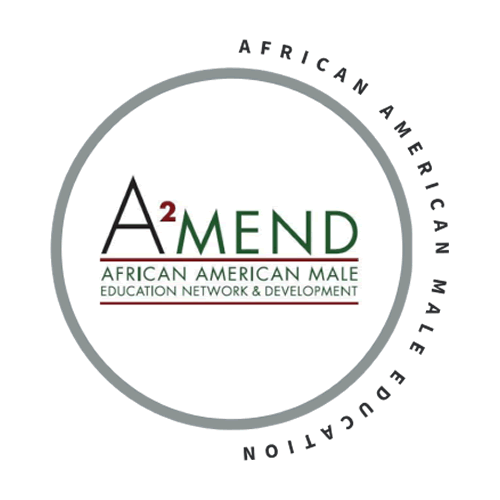 AFRICAN AMERICAN MALE EDUCATION
A²MEND
AFRICAN AMERICAN MALE
EDUCATION NETWORK & DEVELOPMENT